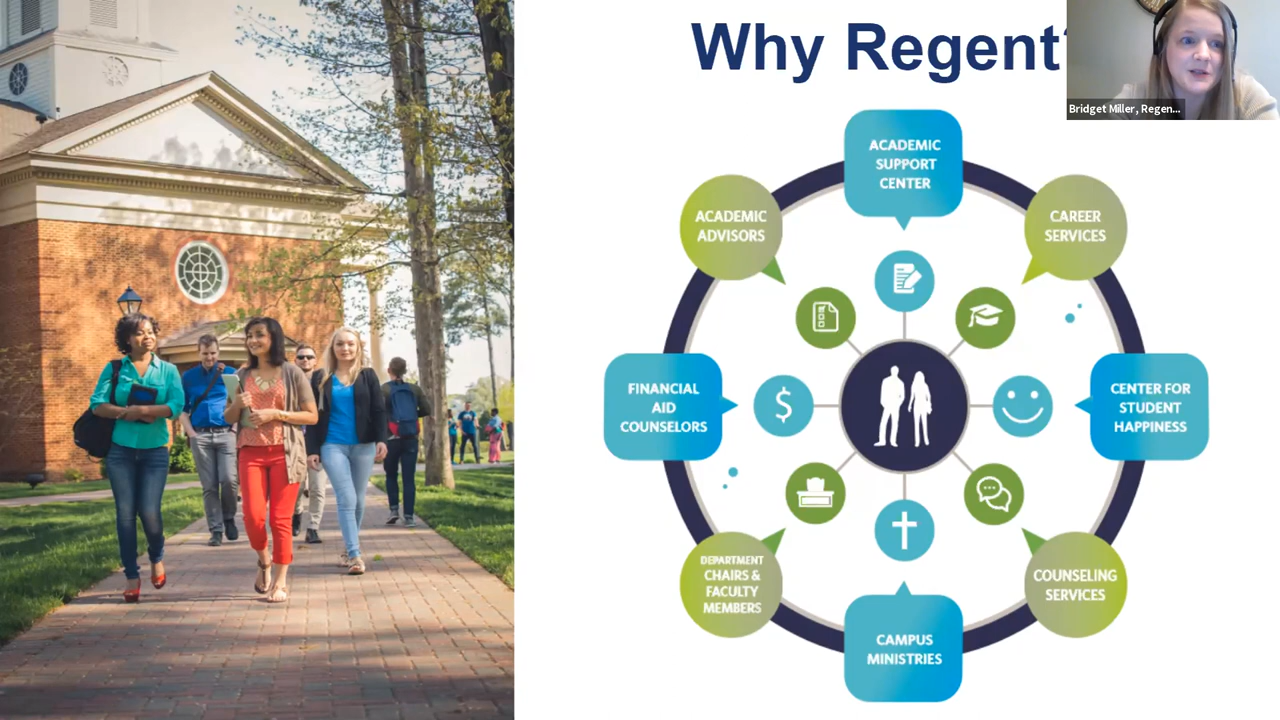 Why Regent?
Bridget Miller, Regen...
ACADEMIC
SUPPORT
CENTER
ACADEMIC
ADVISORS
CAREER
SERVICES
$
FINANCIAL
AID
COUNSELORS
CENTER FOR
STUDENT
HAPPINESS
DEPARTMENT
CHAIRS &
FACULTY
MEMBERS
COUNSELING
SERVICES
CAMPUS
MINISTRIES